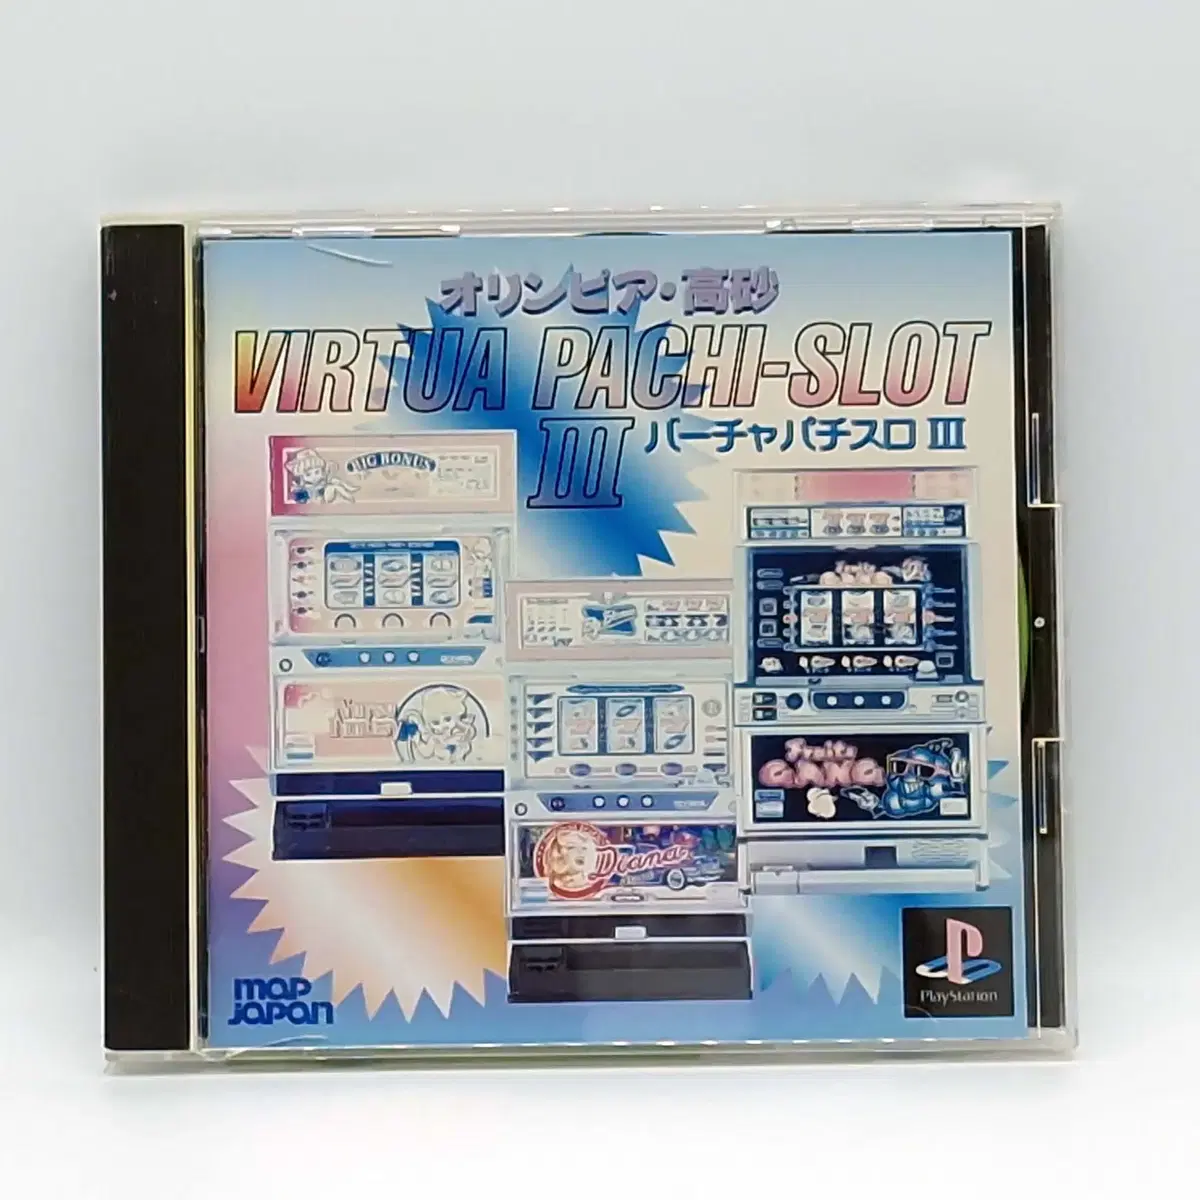 オリンピア・高砂
VIRTUA PACHI-SLOT
III バーチャパチスロ III
BIG BONUS
Fruits
Fruits
GANG
Diana
map
japan
PlayStation